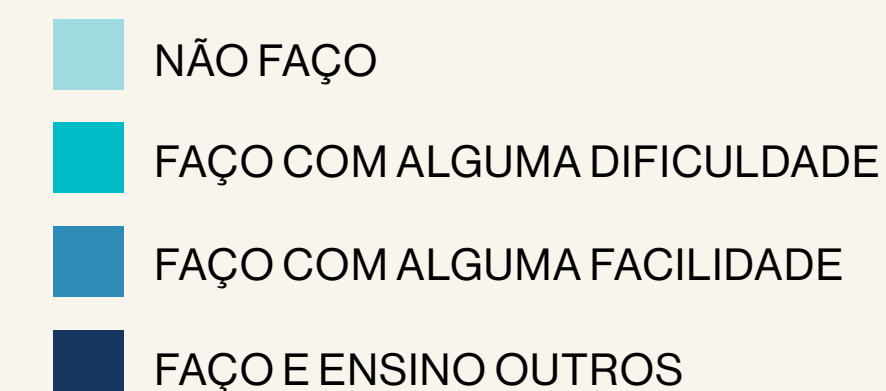 NÃO FAÇO
FAÇO COM ALGUMA DIFICULDADE
FAÇO COM ALGUMA FACILIDADE
FAÇO E ENSINO OUTROS